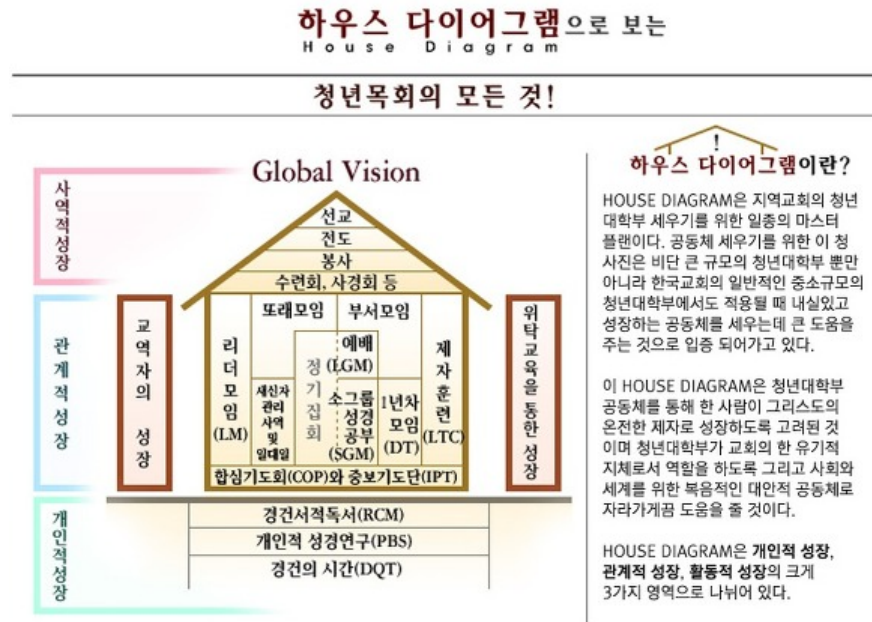 하우스 다이어그램으로 보는
House Diagram
청년목회의 모든 것!
Global Vision
사역적성장
관계적성장
개인적성장
교역자의 성장
선교
전도
봉사
수련회, 사경회 등
또래모임
부서모임
리더모임
(LM)
정기집회
예배
(LGM)
새신자
관리
사역
및
일대일
소그룹
성경
공부
(SGM)
1년차
모임
(DT)
제자훈련
(LTC)
합심기도회(COP)와 중보기도단(IPT)
위탁교육을 통한 성장
경건서적독서(RCM)
개인적 성경연구(PBS)
경건의 시간(DQT)
!
하우스 다이어그램이란?
HOUSE DIAGRAM은 지역교회의 청년
대학부 세우기를 위한 일종의 마스터
플랜이다. 공동체 세우기를 위한 이 청
사진은 비단 큰 규모의 청년대학부 뿐만
아니라 한국교회의 일반적인 중소규모의
청년대학부에서도 적용될 때 내실있고
성장하는 공동체를 세우는데 큰 도움을
주는 것으로 입증 되어가고 있다.
이 HOUSE DIAGRAM은 청년대학부
공동체를 통해 한 사람이 그리스도의
온전한 제자로 성장하도록 고려된 것
이며 청년대학부가 교회의 한 유기적
지체로서 역할을 하도록 그리고 사회와
세계를 위한 복음적인 대안적 공동체로
자라가게끔 도움을 줄 것이다.
HOUSE DIAGRAM은 개인적 성장,
관계적 성장, 활동적 성장의 크게
3가지 영역으로 나뉘어 있다.